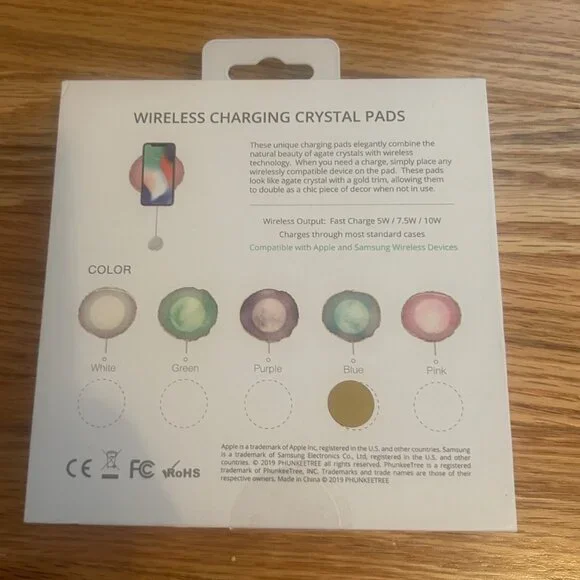 WIRELESS CHARGING CRYSTAL PADS
These unique charging pads elegantly combine the
natural beauty of agate crystals with wireless
technology. When you need a charge, simply place any
wirelessly compatible device on the pad. These pads
look like agate crystal with a gold trim, allowing them
to double as a chic piece of decor when not in use.
Wireless Output: Fast Charge 5W / 7.5W / 10W
Charges through most standard cases
Compatible with Apple and Samsung Wireless Devices
COLOR
White Green Purple Blue Pink
Apple is a trademark of Apple Inc, registered in the U.S. and other countries. Samsung
is a trademark of Samsung Electronics Co., Ltd, registered in the U.S. and other
countries. © 2019 PHUNKEETREE all rights reserved. PhunkeeTree is a registered
trademark of PhunkeeTree, INC. Trademarks and trade names are those of their
respective owners. Made in China © 2019 PHUNKEETREE
CE FC RoHS